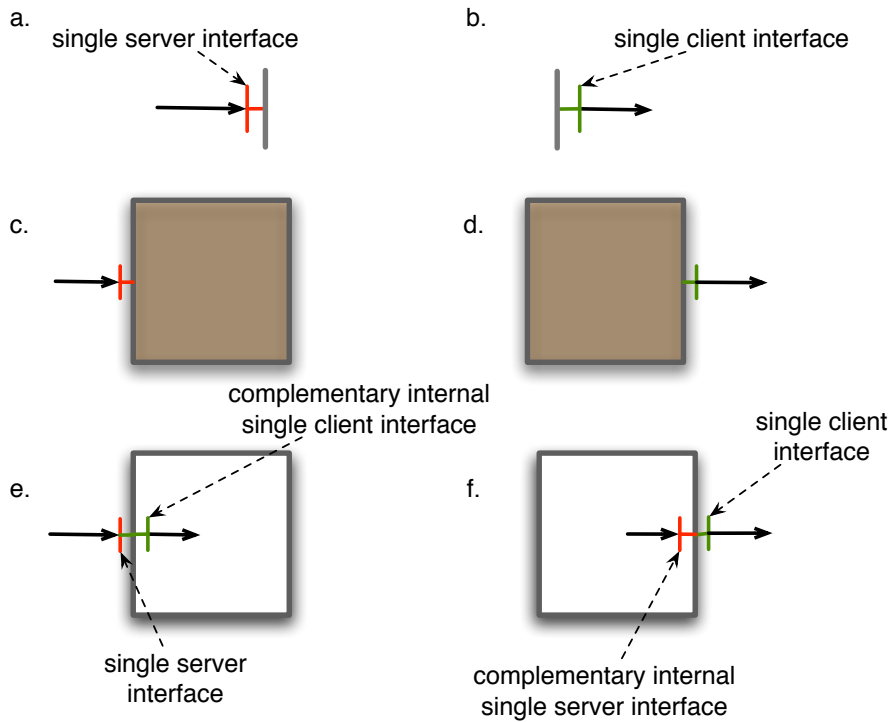 a.
single server interface
b.
single client interface
c.
d.
complementary internal
single client interface
single client
interface
e.
f.
single server
interface
complementary internal
single server interface